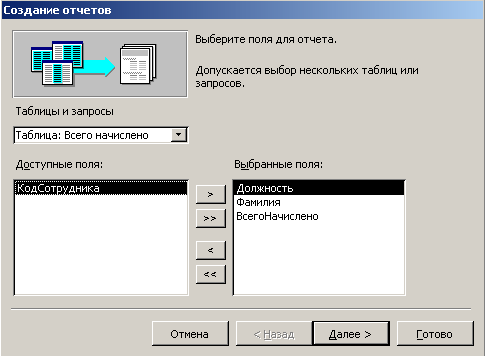 Создание отчетов
Выберите поля для отчета.
Допускается выбор нескольких таблиц или
запросов.
Таблицы и запросы
Таблица: Всего начислено
Доступные поля:
Выбранные поля:
КодСотрудника
>
>>
<
<<
Должность
Фамилия
ВсегоНачислено
Отмена
< Назад
Далее >
Готово